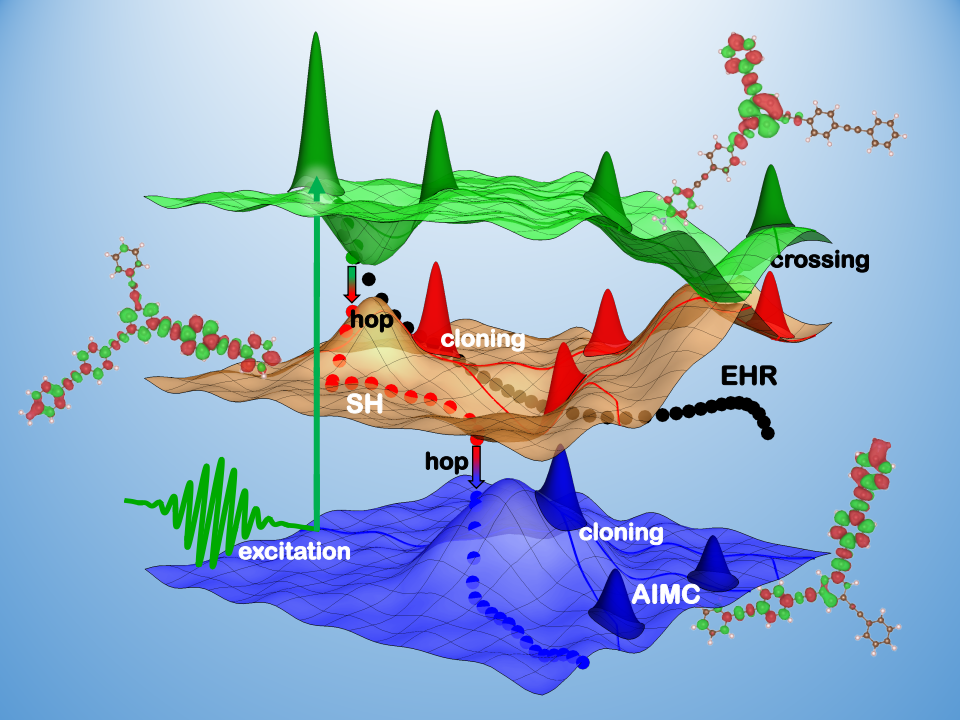 crossing
hop
cloning
EHR
SH
hop
cloning
excitation
AIMC